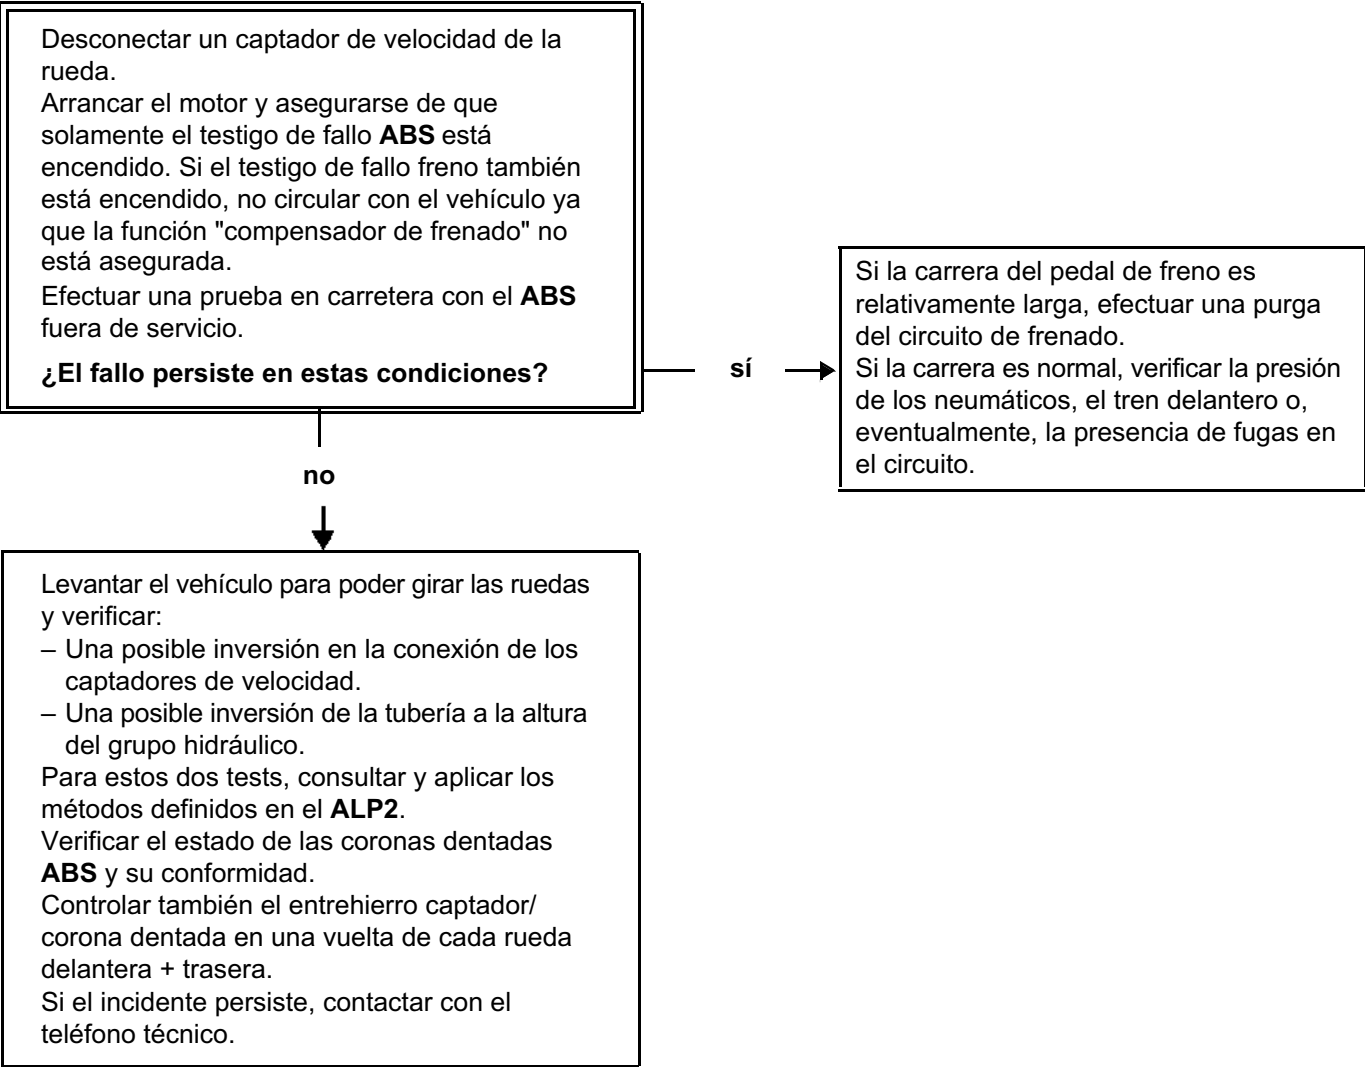 Desconectar un captador de velocidad de la
rueda.
Arrancar el motor y asegurarse de que
solamente el testigo de fallo ABS está
encendido. Si el testigo de fallo freno también
está encendido, no circular con el vehículo ya
que la función "compensador de frenado" no
está asegurada.
Efectuar una prueba en carretera con el ABS
fuera de servicio.
¿El fallo persiste en estas condiciones?
sí
Si la carrera del pedal de freno es
relativamente larga, efectuar una purga
del circuito de frenado.
Si la carrera es normal, verificar la presión
de los neumáticos, el tren delantero o,
eventualmente, la presencia de fugas en
el circuito.
no
Levantar el vehículo para poder girar las ruedas
y verificar:
– Una posible inversión en la conexión de los
captadores de velocidad.
– Una posible inversión de la tubería a la altura
del grupo hidráulico.
Para estos dos tests, consultar y aplicar los
métodos definidos en el ALP2.
Verificar el estado de las coronas dentadas
ABS y su conformidad.
Controlar también el entrehierro captador/
corona dentada en una vuelta de cada rueda
delantera + trasera.
Si el incidente persiste, contactar con el
teléfono técnico.